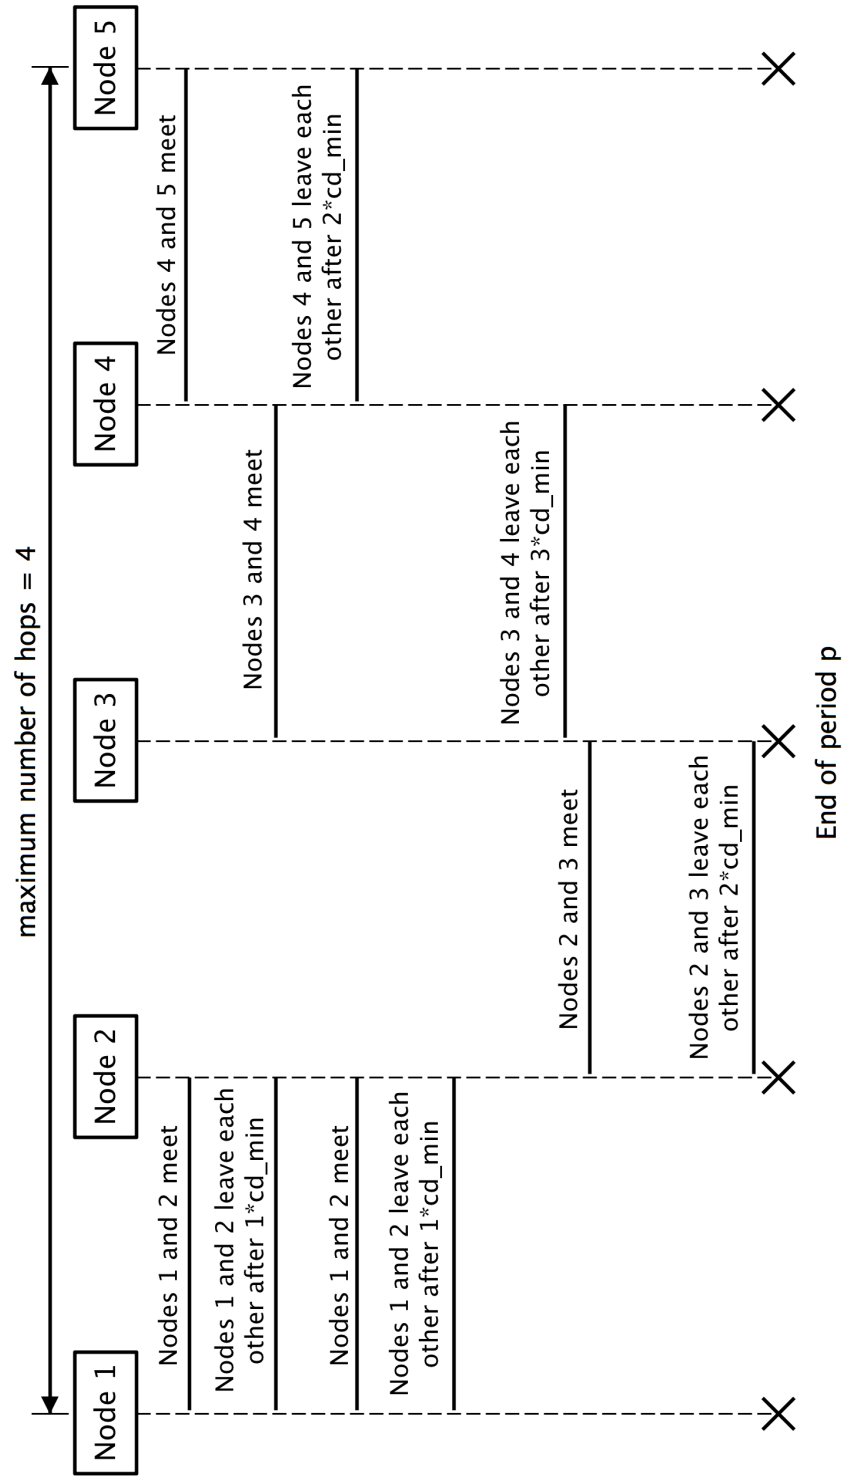 maximum number of hops = 4
Node 1
Node 2
Node 3
Node 4
Node 5
Nodes 1 and 2 meet
Nodes 4 and 5 meet
Nodes 1 and 2 leave each
other after 1*cd_min
Nodes 3 and 4 meet
Nodes 1 and 2 meet
Nodes 4 and 5 leave each
other after 2*cd_min
Nodes 1 and 2 leave each
other after 1*cd_min
Nodes 3 and 4 leave each
other after 3*cd_min
Nodes 2 and 3 meet
Nodes 2 and 3 leave each
other after 2*cd_min
End of period p